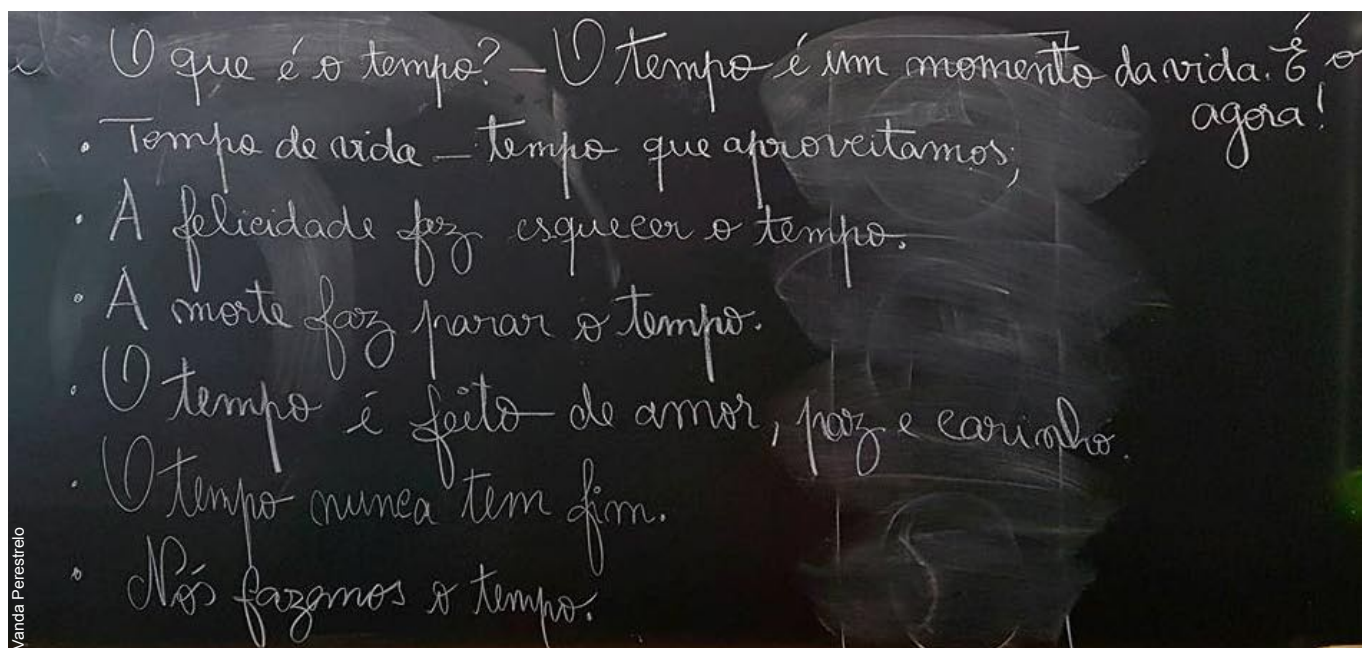 O que é o tempo? — O tempo é um momento da vida. É o
agora!
• Tempo de vida — tempo que aproveitamos;
• A felicidade fez esquecer o tempo.
• A morte faz parar o tempo.
• O tempo é feito de amor, paz e carinho.
• O tempo nunca tem fim.
• Nós fazemos o tempo.
Vanda Perestrelo